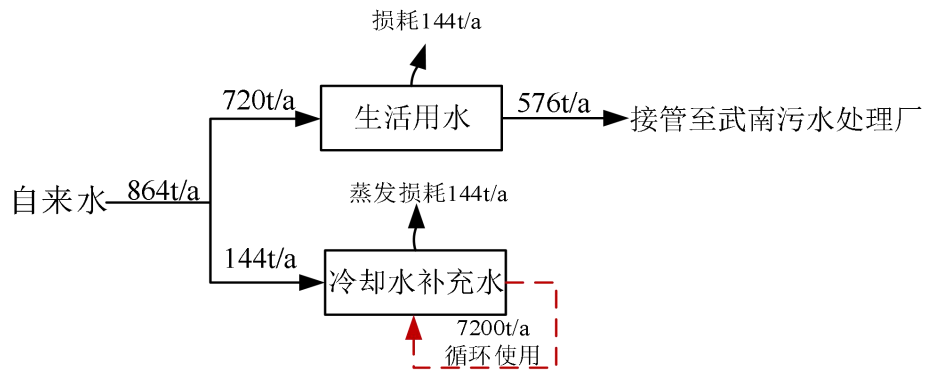 损耗144t/a
720t/a
生活用水
576t/a
接管至武南污水处理厂
自来水
864t/a
蒸发损耗144t/a
144t/a
冷却水补充水
7200t/a
循环使用